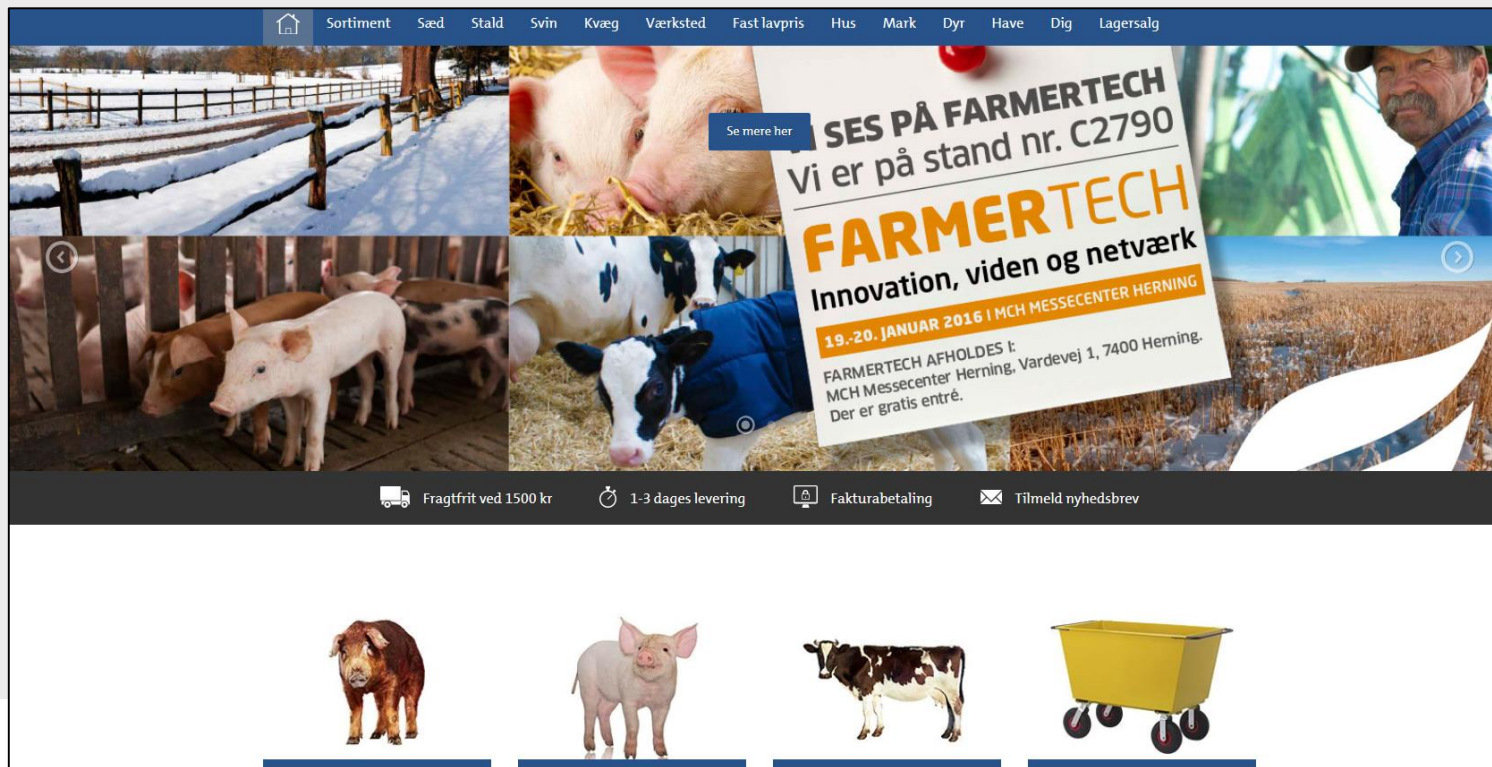 Sortiment Sæd Stald Svin Kvæg Værksted Fast lavpris Hus Mark Dyr Have Dig Lagersalg
Se mere her
SES PÅ FARMERTECH
Vi er på stand nr. C2790
FARMERTECH
Innovation, viden og netværk
19.-20. JANUAR 2016 I MCH MESSECENTER HERNING
FARMERTECH AFHOLDES I:
MCH Messecenter Herning, Vardevej 1, 7400 Herning.
Der er gratis entré.
Fragtfrit ved 1500 kr 1-3 dages levering Fakturabetaling Tilmeld nyhedsbrev